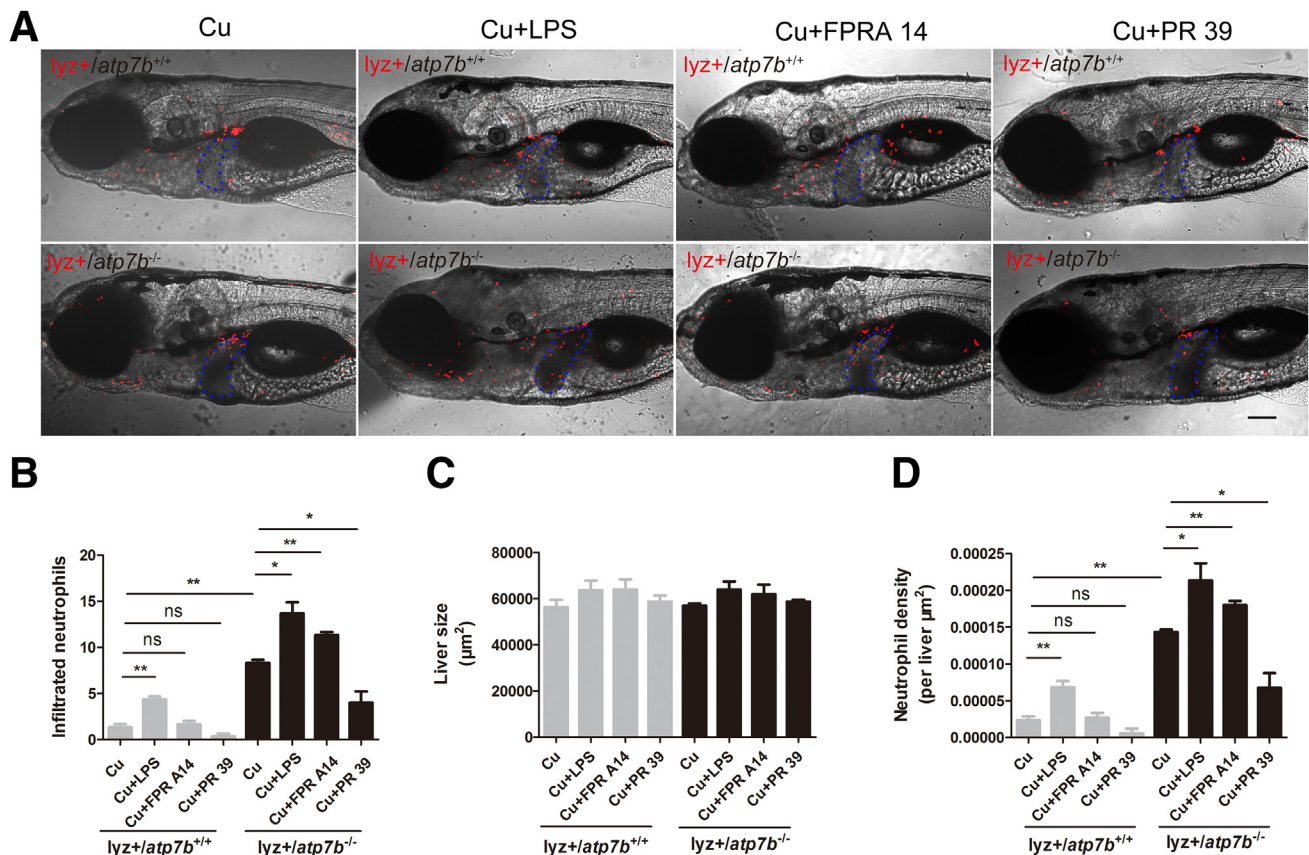 A
Cu
Cu+LPS
Cu+FPRA 14
Cu+PR 39
lyz+/atp7b+/+
lyz+/atp7b+/+
lyz+/atp7b+/+
lyz+/atp7b+/+
lyz+/atp7b-/-
lyz+/atp7b-/-
lyz+/atp7b-/-
lyz+/atp7b-/-
B
Infiltrated neutrophils
20
15
10
5
0
**
ns
ns
**
*
**
*
Cu
Cu+LPS
Cu+FPR A14
Cu+PR 39
Cu
Cu+LPS
Cu+FPR A14
Cu+PR 39
lyz+/atp7b+/+
lyz+/atp7b-/-
C
Liver size
(µm2)
80000
60000
40000
20000
0
Cu
Cu+LPS
Cu+FPR A14
Cu+PR 39
Cu
Cu+LPS
Cu+FPR A14
Cu+PR 39
lyz+/atp7b+/+
lyz+/atp7b-/-
D
Neutrophil density
(per liver µm2)
0.00025
0.00020
0.00015
0.00010
0.00005
0.00000
**
ns
ns
**
*
**
*
Cu
Cu+LPS
Cu+FPR A14
Cu+PR 39
Cu
Cu+LPS
Cu+FPR A14
Cu+PR 39
lyz+/atp7b+/+
lyz+/atp7b-/-